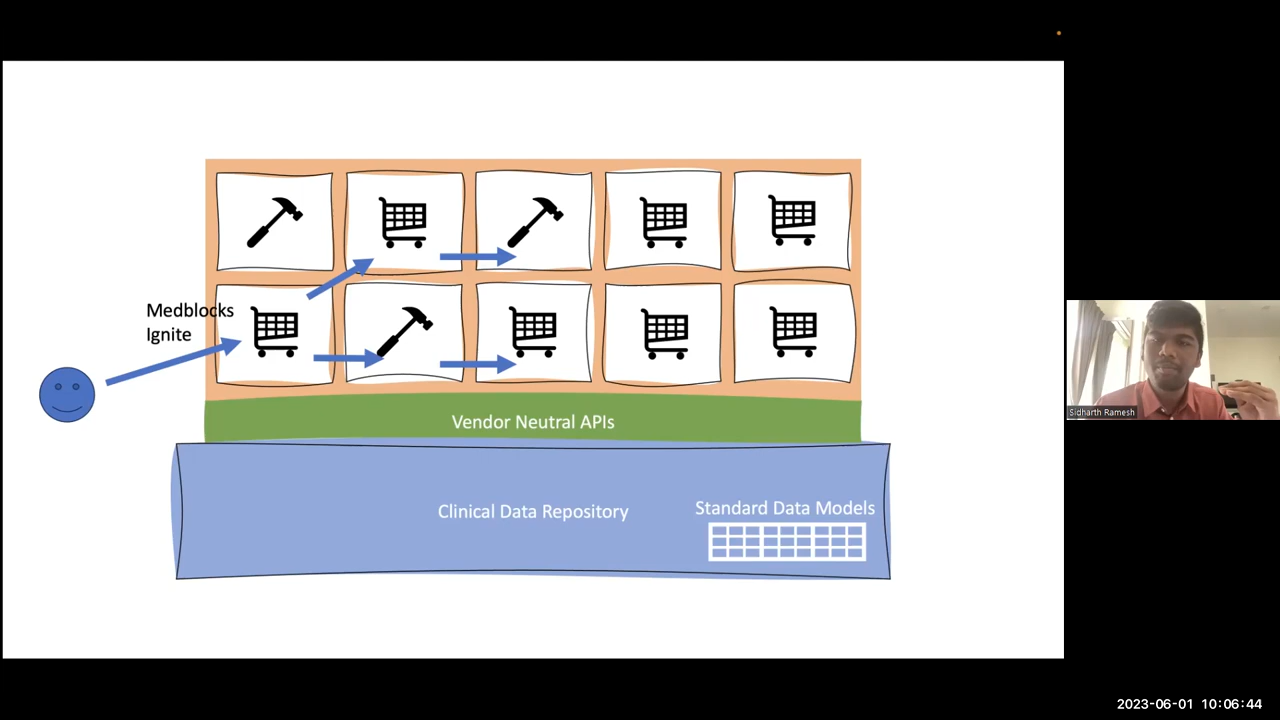 Medblocks
Ignite
Vendor Neutral APIs
Clinical Data Repository
Standard Data Models
Sidharth Ramesh
2023-06-01 10:06:44